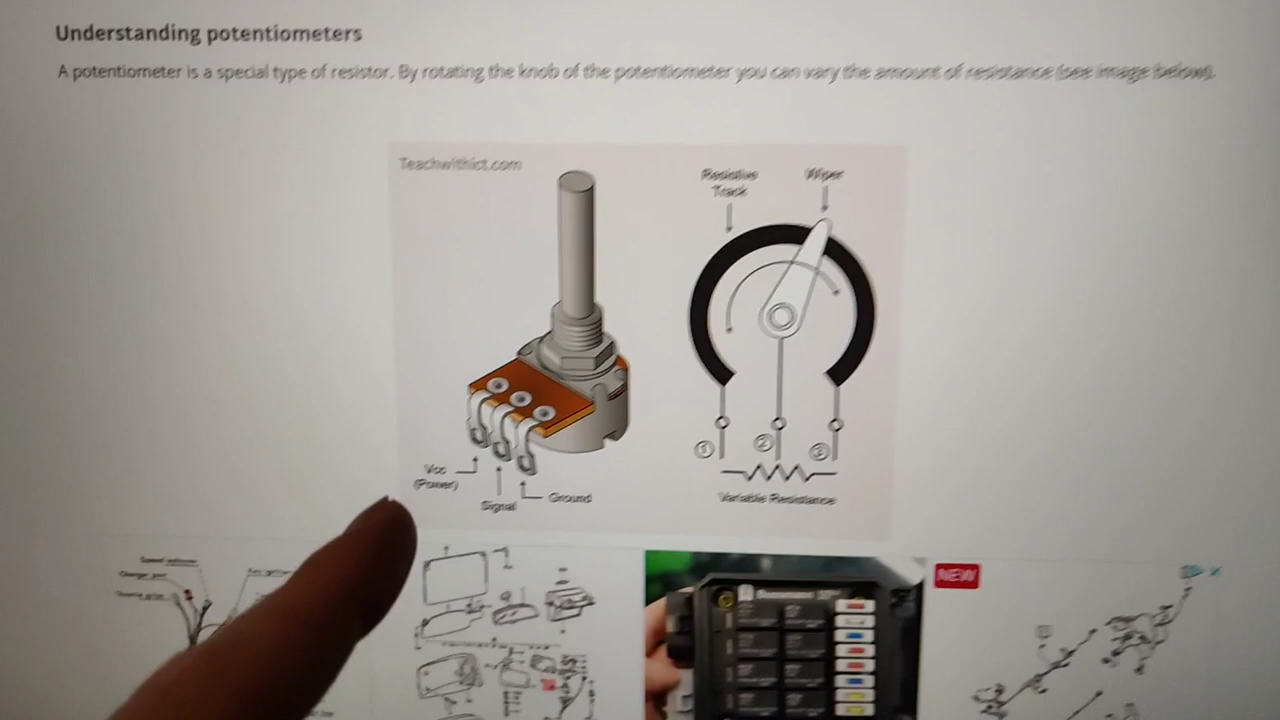 Understanding potentiometers
A potentiometer is a special type of resistor. By rotating the knob of the potentiometer you can vary the amount of resistance (see image below).
Teachwithict.com
Resistive
Track
Wiper
Vcc
(Power)
Signal
Ground
1
2
3
Variable Resistance
NEW